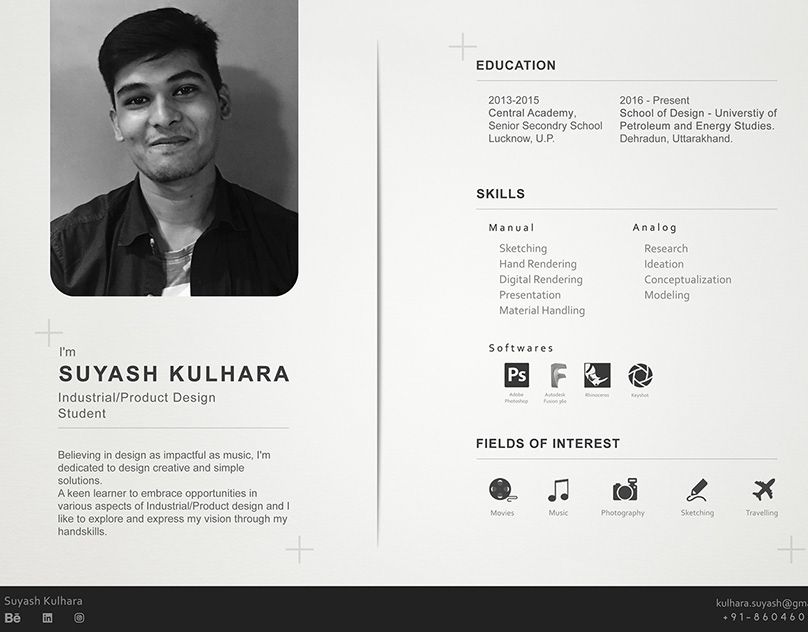 I'm
SUYASH KULHARA
Industrial/Product Design
Student
Believing in design as impactful as music, I'm
dedicated to design creative and simple
solutions.
A keen learner to embrace opportunities in
various aspects of Industrial/Product design and I
like to explore and express my vision through my
handskills.
EDUCATION
2013-2015
Central Academy,
Senior Secondry School
Lucknow, U.P.
2016 - Present
School of Design - Universtiy of
Petroleum and Energy Studies.
Dehradun, Uttarakhand.
SKILLS
Manual
Sketching
Hand Rendering
Digital Rendering
Presentation
Material Handling
Analog
Research
Ideation
Conceptualization
Modeling
Softwares
Ps
Adobe
Photoshop
Autodesk
Fusion 360
Rhinoceros
Keyshot
FIELDS OF INTEREST
Movies
Music
Photography
Sketching
Travelling
Suyash Kulhara
Bē
in
kulhara.suyash@gma
+91-860460